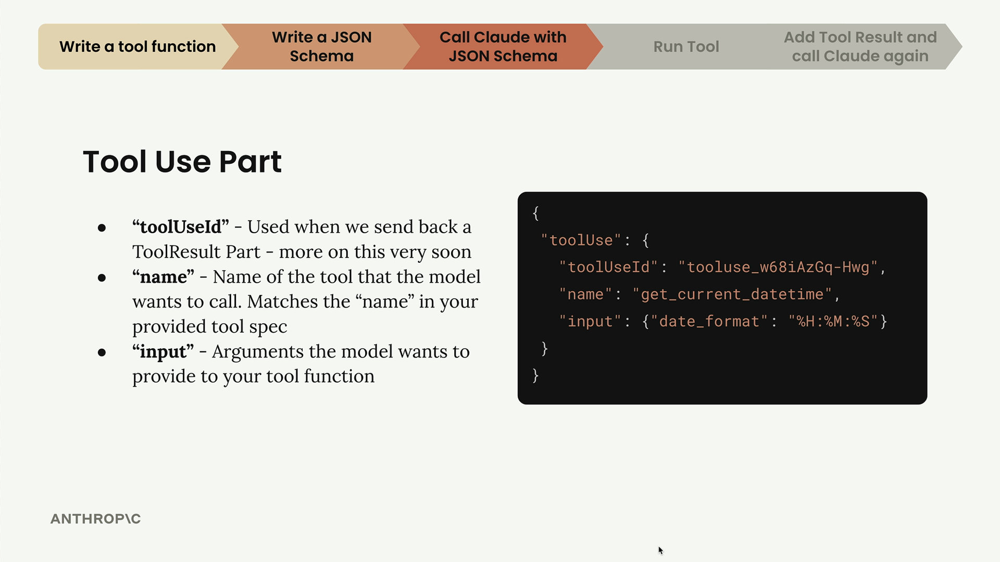 Write a tool function
Write a JSON
Schema
Call Claude with
JSON Schema
Run Tool
Add Tool Result and
call Claude again
Tool Use Part
● “toolUseId” - Used when we send back a
ToolResult Part - more on this very soon
● “name” - Name of the tool that the model
wants to call. Matches the “name” in your
provided tool spec
● “input” - Arguments the model wants to
provide to your tool function
{
"toolUse": {
"toolUseId": "tooluse_w68iAzGq-Hwg",
"name": "get_current_datetime",
"input": {"date_format": "%H:%M:%S"}
}
}
ANTHROP\C